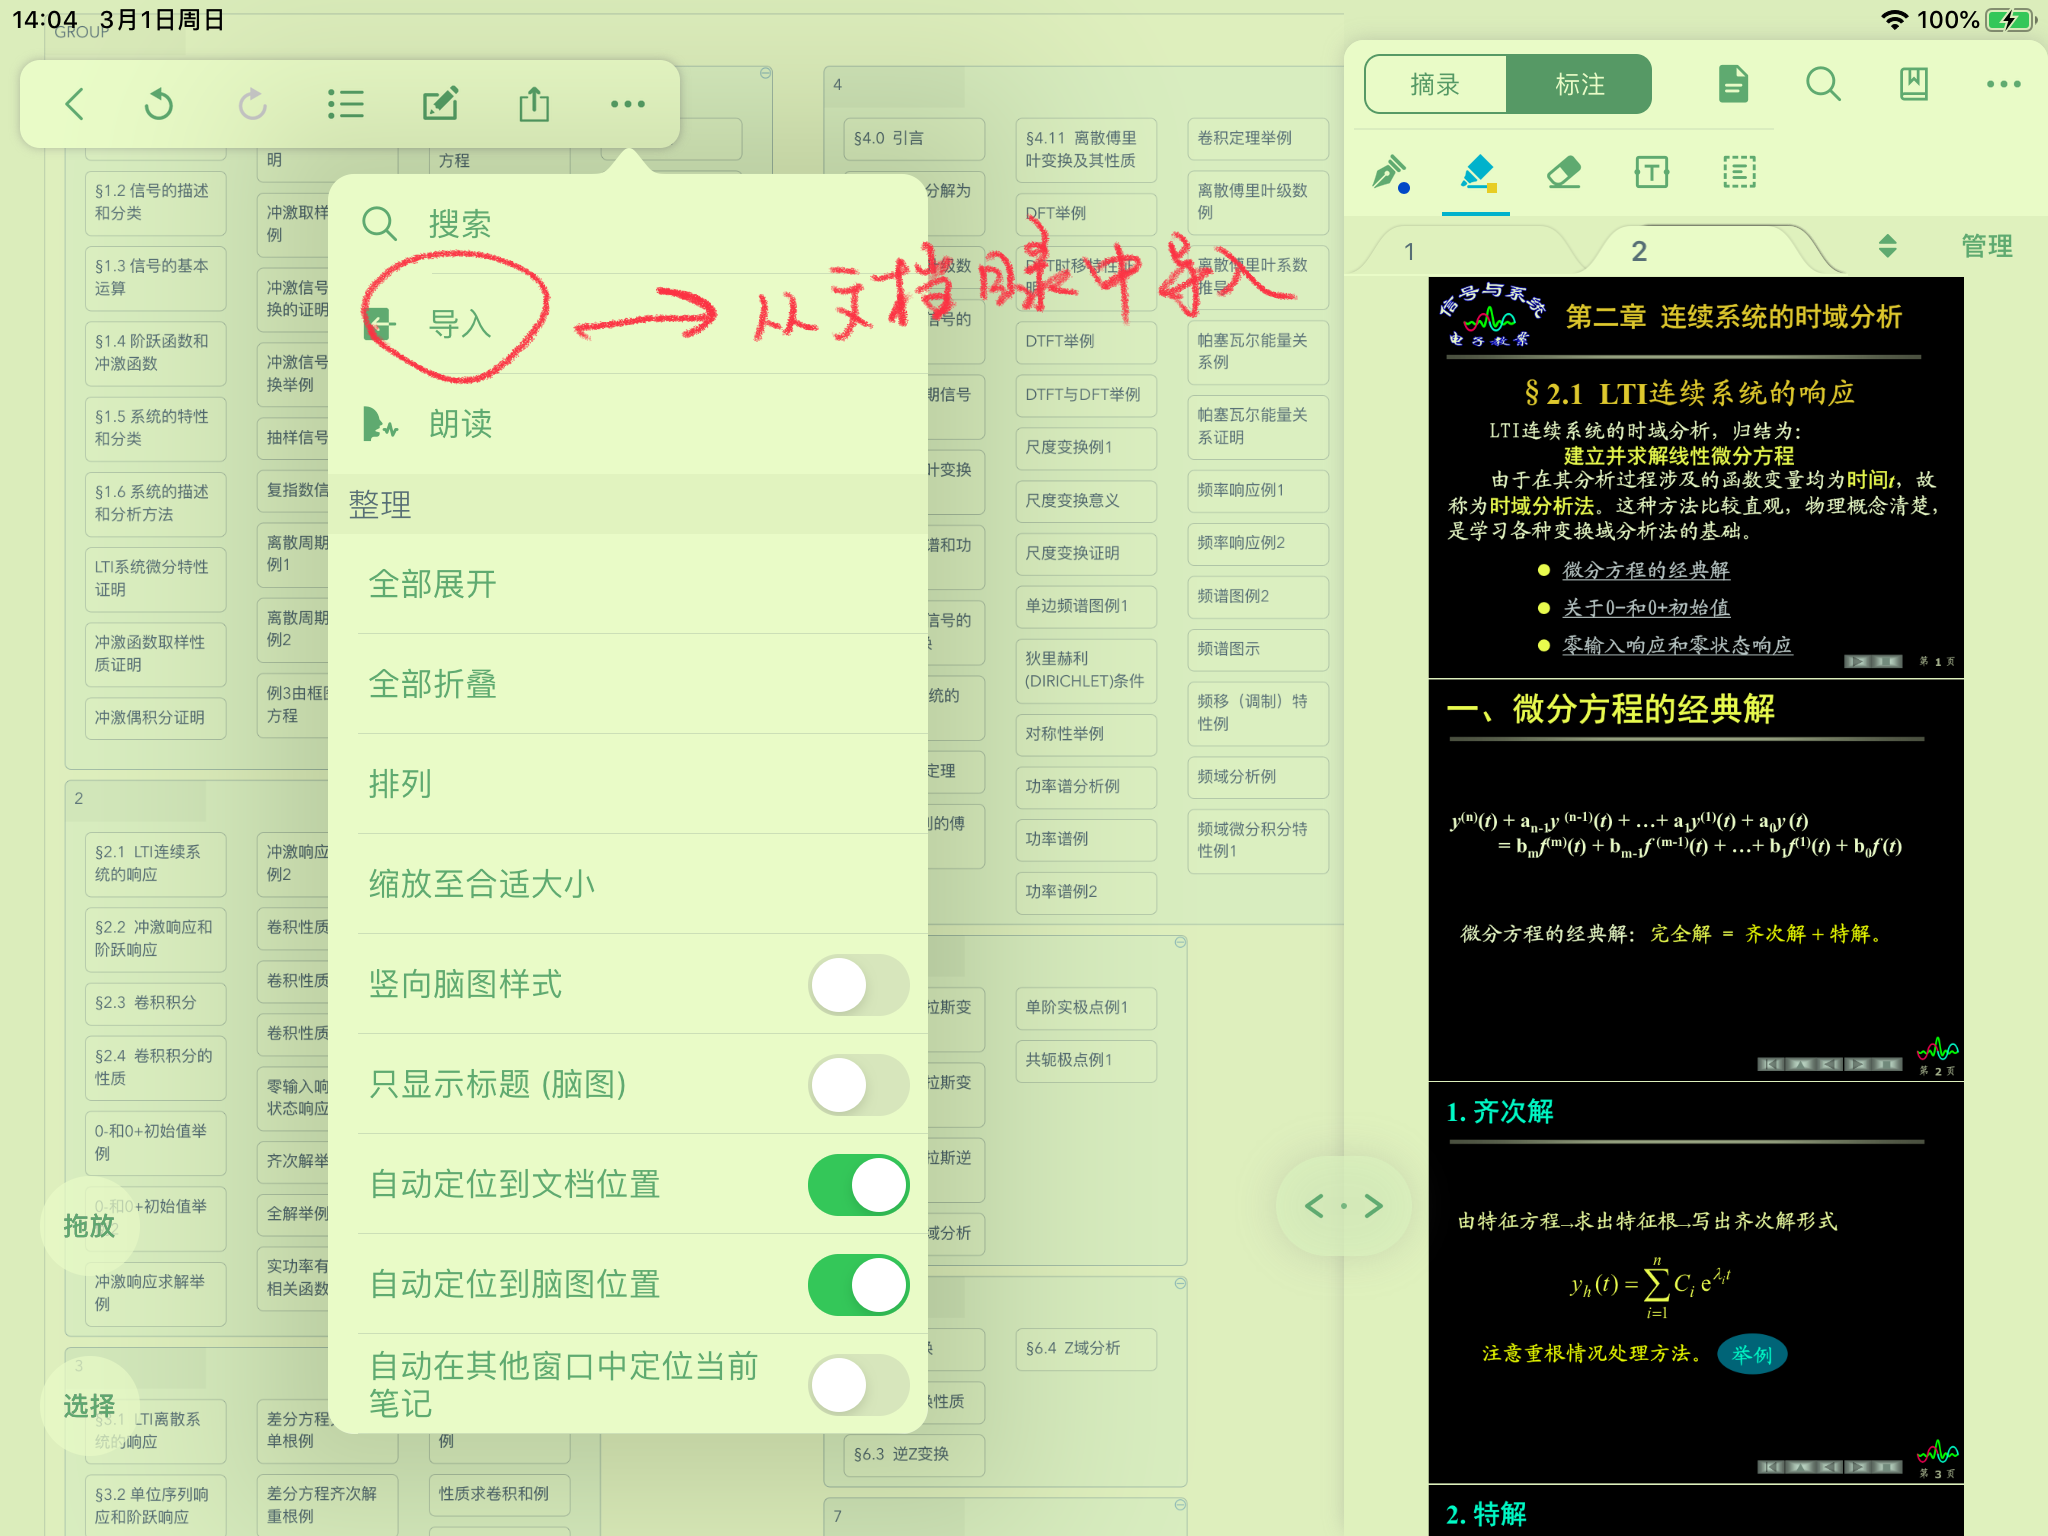 14:04 3月1日周日
100%
GROUP
搜索
导入
从文档目录中导入
朗读
整理
全部展开
全部折叠
排列
缩放至合适大小
竖向脑图样式
只显示标题 (脑图)
自动定位到文档位置
自动定位到脑图位置
自动在其他窗口中定位当前
笔记
明
方程
§1.2 信号的描述
和分类
§1.3 信号的基本
运算
§1.4 阶跃函数和
冲激函数
§1.5 系统的特性
和分类
§1.6 系统的描述
和分析方法
LTI系统微分特性
证明
冲激函数取样性
质证明
冲激偶积分证明
冲激取样
例
冲激信号
换的证明
冲激信号
换举例
抽样信号
复指数信
离散周期
例1
离散周期
例2
例3由框图
方程
2
§2.1 LTI连续系
统的响应
§2.2 冲激响应和
阶跃响应
§2.3 卷积积分
§2.4 卷积积分的
性质
0-和0+初始值举
例
0-和0+初始值举
例2
冲激响应求解举
例
冲激响应
例2
卷积性质
卷积性质
卷积性质
零输入响
状态响应
齐次解举
全解举例
实功率有
相关函数
拖放
选择
3
§3.1 LTI离散系
统的响应
§3.2 单位序列响
应和阶跃响应
差分方程
单根例
差分方程齐次解
重根例
例
性质求卷积和例
4
§4.0 引言
分解为
级数
信号的
期信号
叶变换
谱和功
信号的
换
统的
定理
列的傅
§4.11 离散傅里
叶变换及其性质
DFT举例
DFT时移特性证
明
DTFT举例
DTFT与DFT举例
尺度变换例1
尺度变换意义
尺度变换证明
单边频谱图例1
狄里赫利
(DIRICHLET)条件
对称性举例
功率谱分析例
功率谱例
功率谱例2
卷积定理举例
离散傅里叶级数
例
离散傅里叶系数
推导
帕塞瓦尔能量关
系例
帕塞瓦尔能量关
系证明
频率响应例1
频率响应例2
频谱图例2
频谱图示
频移（调制）特
性例
频域分析例
频域微分积分特
性例1
拉斯变
拉斯变
拉斯逆
域分析
单阶实极点例1
共轭极点例1
换
换性质
§6.3 逆Z变换
§6.4 Z域分析
7
摘录 标注
1 2 管理
信号与系统
电子教案
第二章 连续系统的时域分析
§2.1 LTI连续系统的响应
LTI连续系统的时域分析，归结为：
建立并求解线性微分方程
由于在其分析过程涉及的函数变量均为时间t，故
称为时域分析法。这种方法比较直观，物理概念清楚，
是学习各种变换域分析法的基础。
微分方程的经典解
关于0-和0+初始值
零输入响应和零状态响应
第 1 页
一、微分方程的经典解
y⁽ⁿ⁾(t) + aₙ₋₁y ⁽ⁿ⁻¹⁾(t) + …+ a₁y⁽¹⁾(t) + a₀y (t)
= bₘf⁽ᵐ⁾(t) + bₘ₋₁f ⁽ᵐ⁻¹⁾(t) + …+ b₁f⁽¹⁾(t) + b₀f (t)
微分方程的经典解：完全解 = 齐次解 + 特解。
第 2 页
1. 齐次解
由特征方程→求出特征根→写出齐次解形式
n
yₕ(t) = ∑ Cᵢ e^λᵢt
i=1
注意重根情况处理方法。 举例
第 3 页
2. 特解